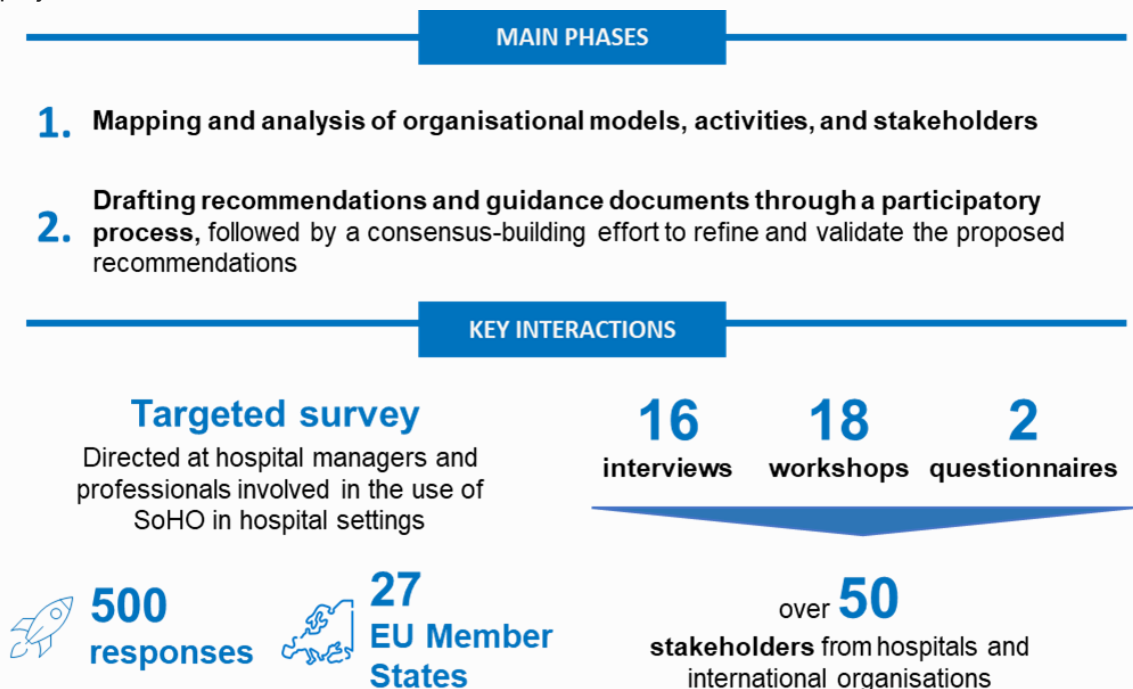 MAIN PHASES
1. Mapping and analysis of organisational models, activities, and stakeholders
2. Drafting recommendations and guidance documents through a participatory
process, followed by a consensus-building effort to refine and validate the proposed
recommendations
KEY INTERACTIONS
Targeted survey
Directed at hospital managers and
professionals involved in the use of
SoHO in hospital settings
500
responses
27
EU Member
States
16
interviews
18
workshops
2
questionnaires
over 50
stakeholders from hospitals and
international organisations